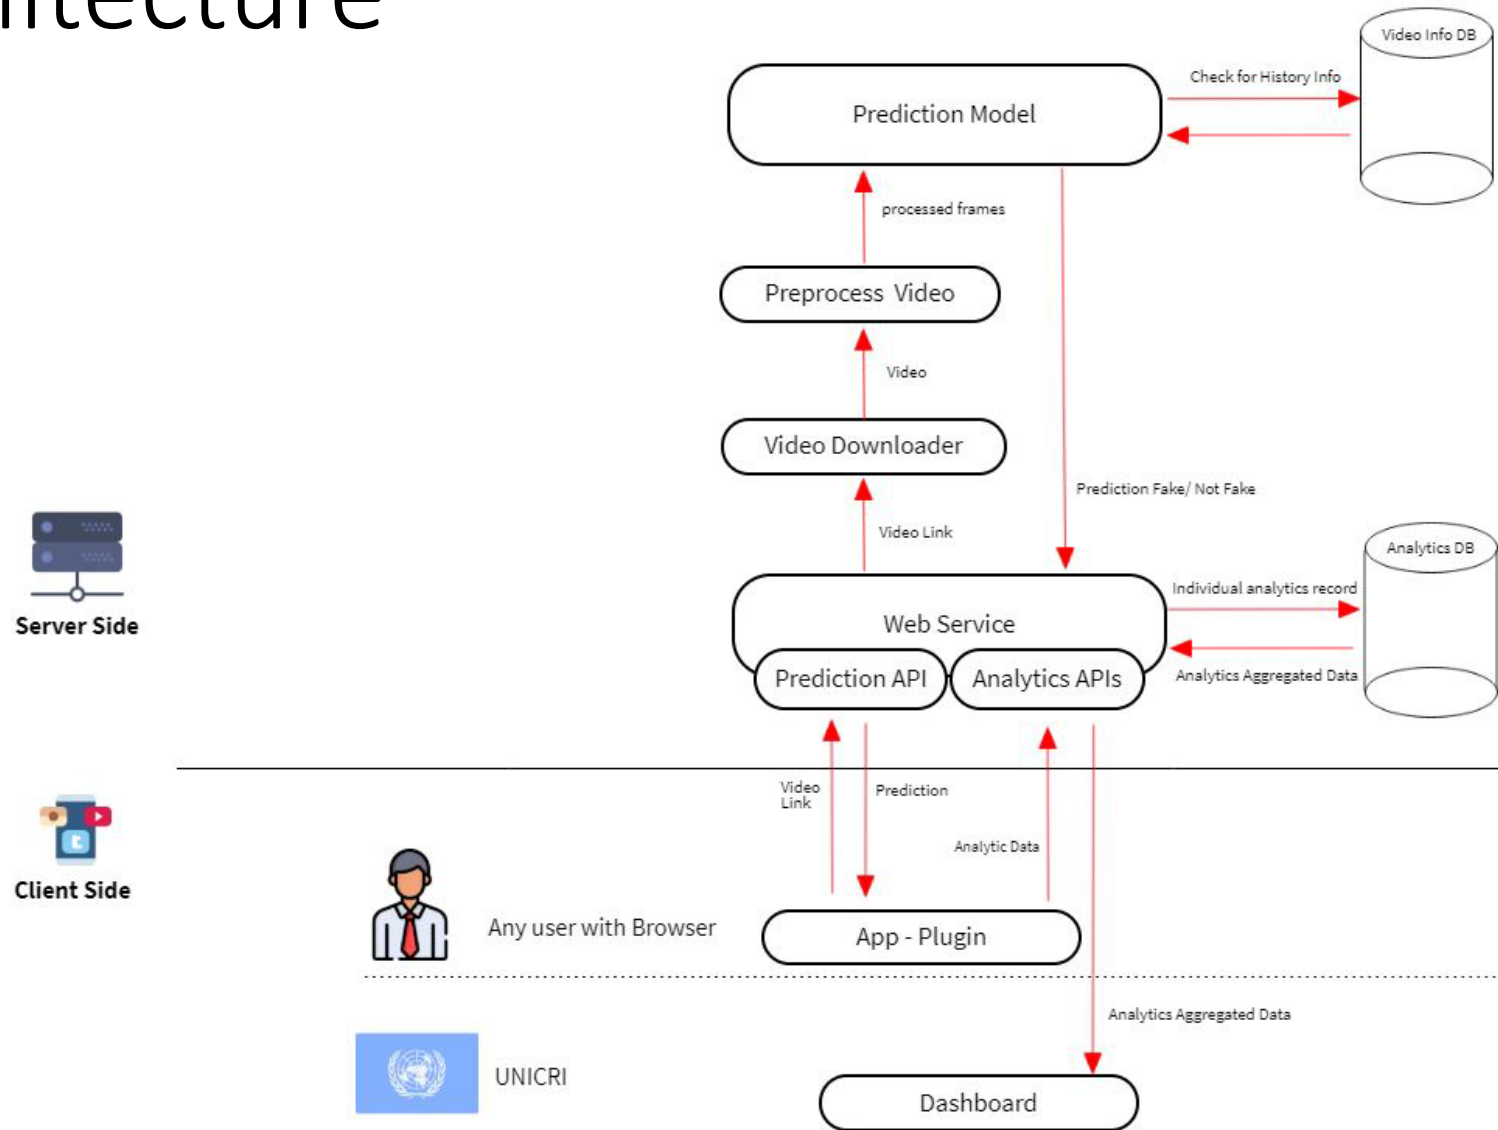 hitecture
Video Info DB
Check for History Info
Prediction Model
processed frames
Preprocess Video
Video
Video Downloader
Prediction Fake/ Not Fake
Video Link
Analytics DB
Individual analytics record
Web Service
Server Side
Prediction API
Analytics APIs
Analytics Aggregated Data
Video
Link
Prediction
Analytic Data
Client Side
Any user with Browser
App - Plugin
Analytics Aggregated Data
UNICRI
Dashboard